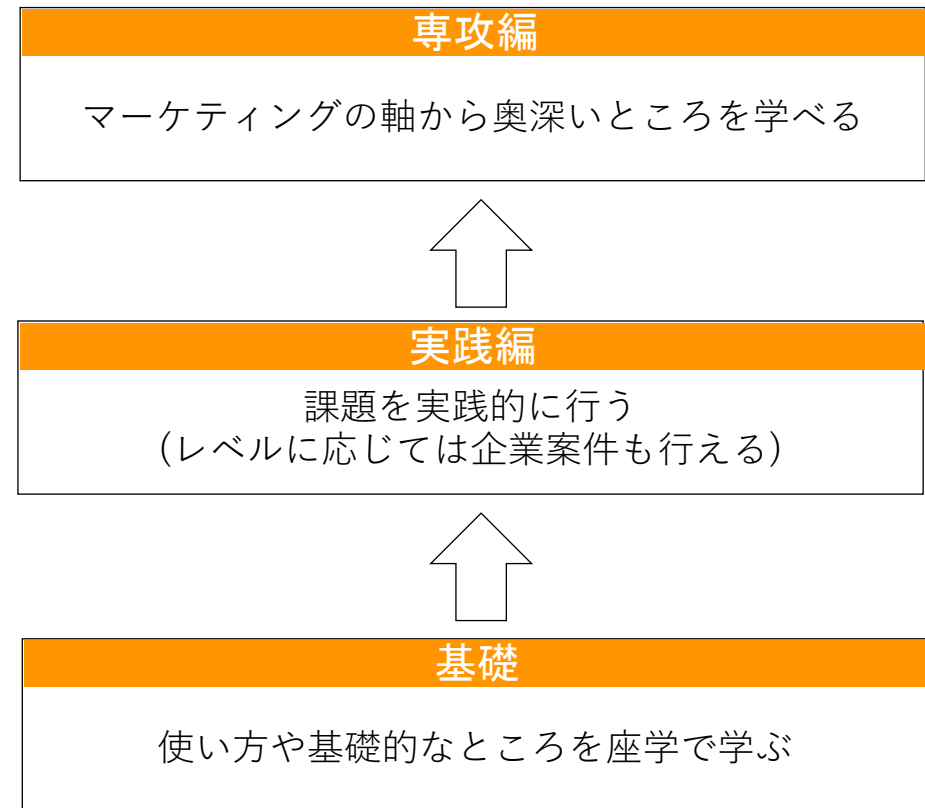 専攻編
マーケティングの軸から奥深いところを学べる
実践編
課題を実践的に行う
(レベルに応じては企業案件も行える)
基礎
使い方や基礎的なところを座学で学ぶ